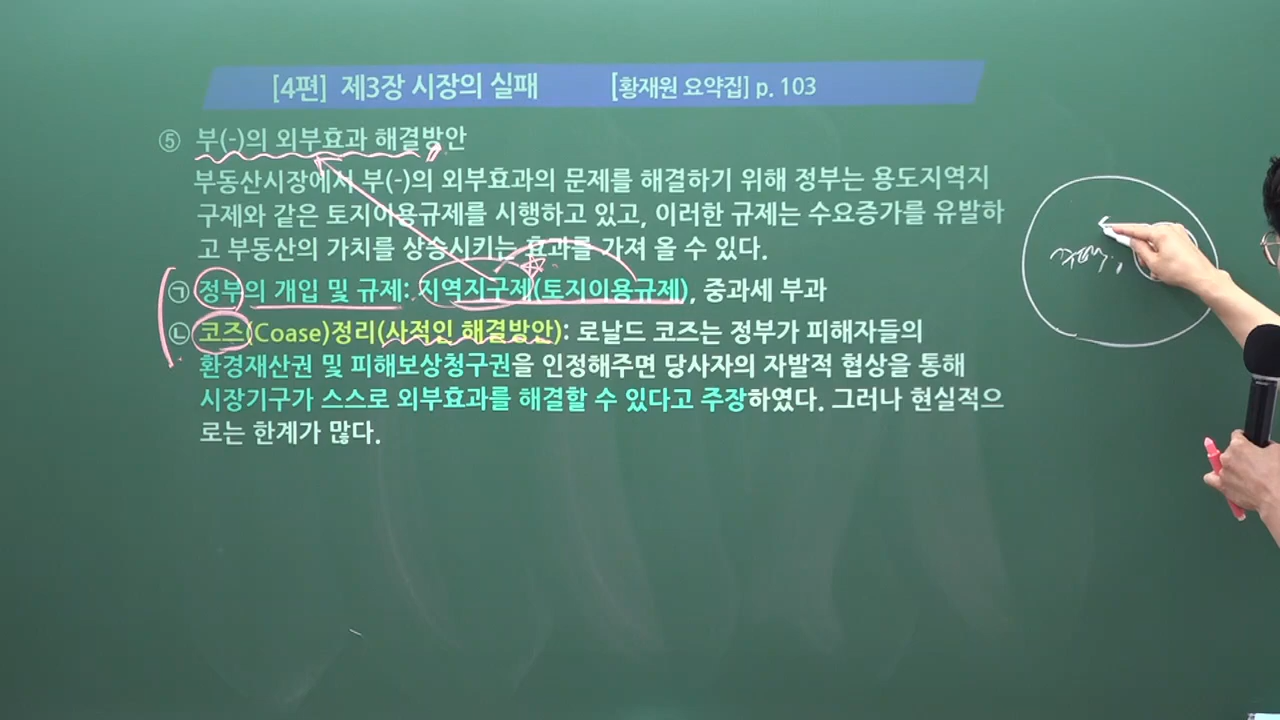 [4편] 제3장 시장의 실패 [황재원 요약집] p. 103
⑤ 부(-)의 외부효과 해결방안
부동산시장에서 부(-)의 외부효과의 문제를 해결하기 위해 정부는 용도지역지
구제와 같은 토지이용규제를 시행하고 있고, 이러한 규제는 수요증가를 유발하
고 부동산의 가치를 상승시키는 효과를 가져 올 수 있다.
㉠ 정부의 개입 및 규제: 지역지구제(토지이용규제), 중과세 부과
㉡ 코즈(Coase)정리(사적인 해결방안): 로날드 코즈는 정부가 피해자들의
환경재산권 및 피해보상청구권을 인정해주면 당사자의 자발적 협상을 통해
시장기구가 스스로 외부효과를 해결할 수 있다고 주장하였다. 그러나 현실적으
로는 한계가 많다.